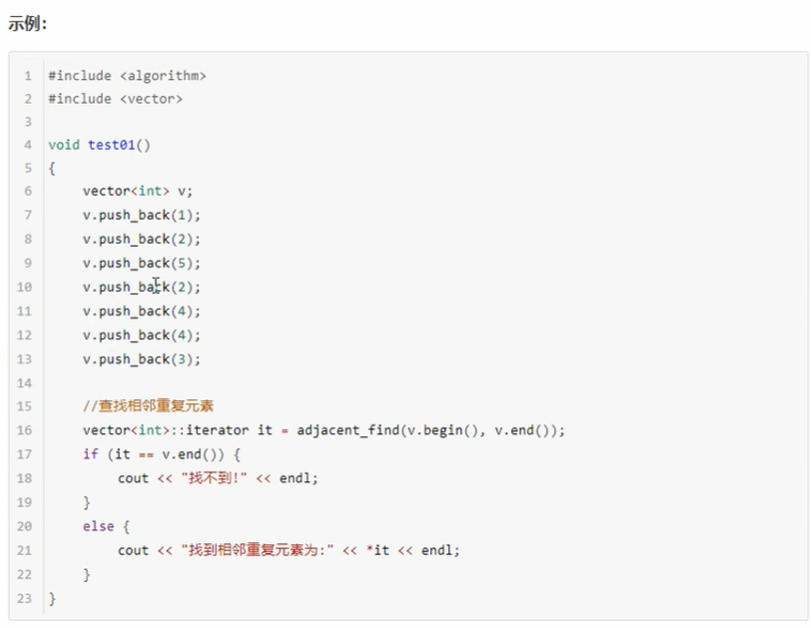 示例：
1 #include <algorithm>
2 #include <vector>
3
4 void test01()
5 {
6     vector<int> v;
7     v.push_back(1);
8     v.push_back(2);
9     v.push_back(5);
10     v.push_back(2);
11     v.push_back(4);
12     v.push_back(4);
13     v.push_back(3);
14
15     //查找相邻重复元素
16     vector<int>::iterator it = adjacent_find(v.begin(), v.end());
17     if (it == v.end()) {
18         cout << "找不到!" << endl;
19     }
20     else {
21         cout << "找到相邻重复元素为:" << *it << endl;
22     }
23 }